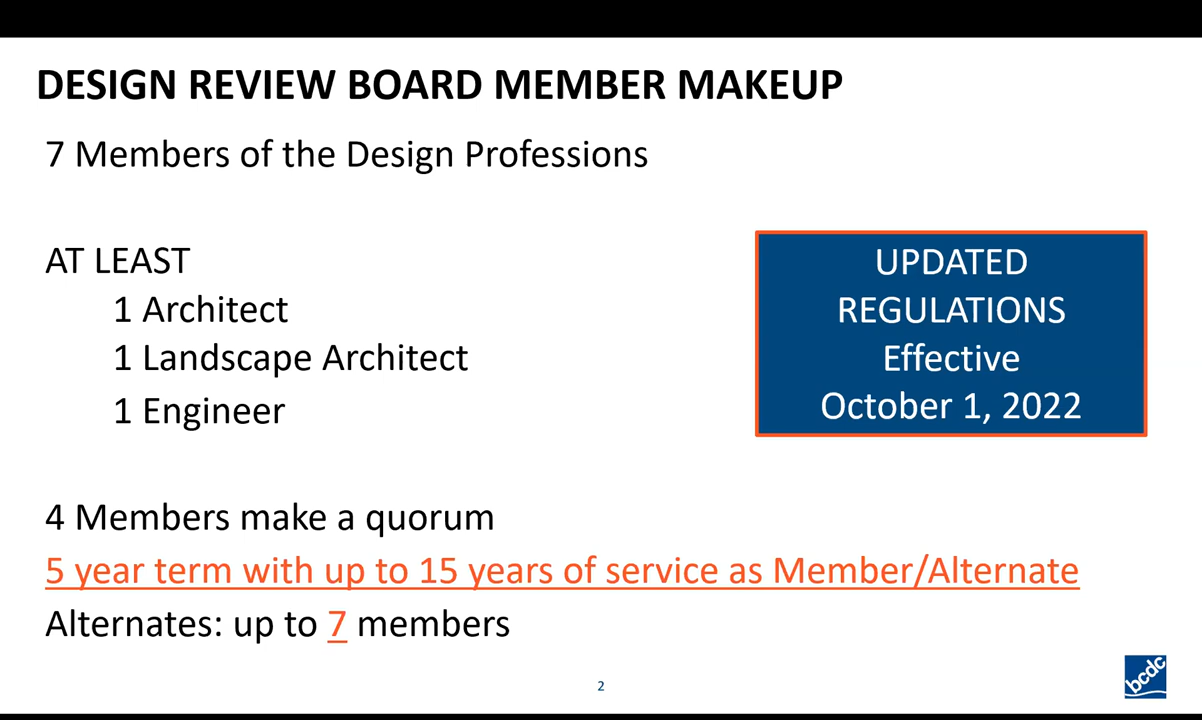 DESIGN REVIEW BOARD MEMBER MAKEUP
7 Members of the Design Professions
AT LEAST
1 Architect
1 Landscape Architect
1 Engineer
UPDATED
REGULATIONS
Effective
October 1, 2022
4 Members make a quorum
5 year term with up to 15 years of service as Member/Alternate
Alternates: up to 7 members
2
bcdc